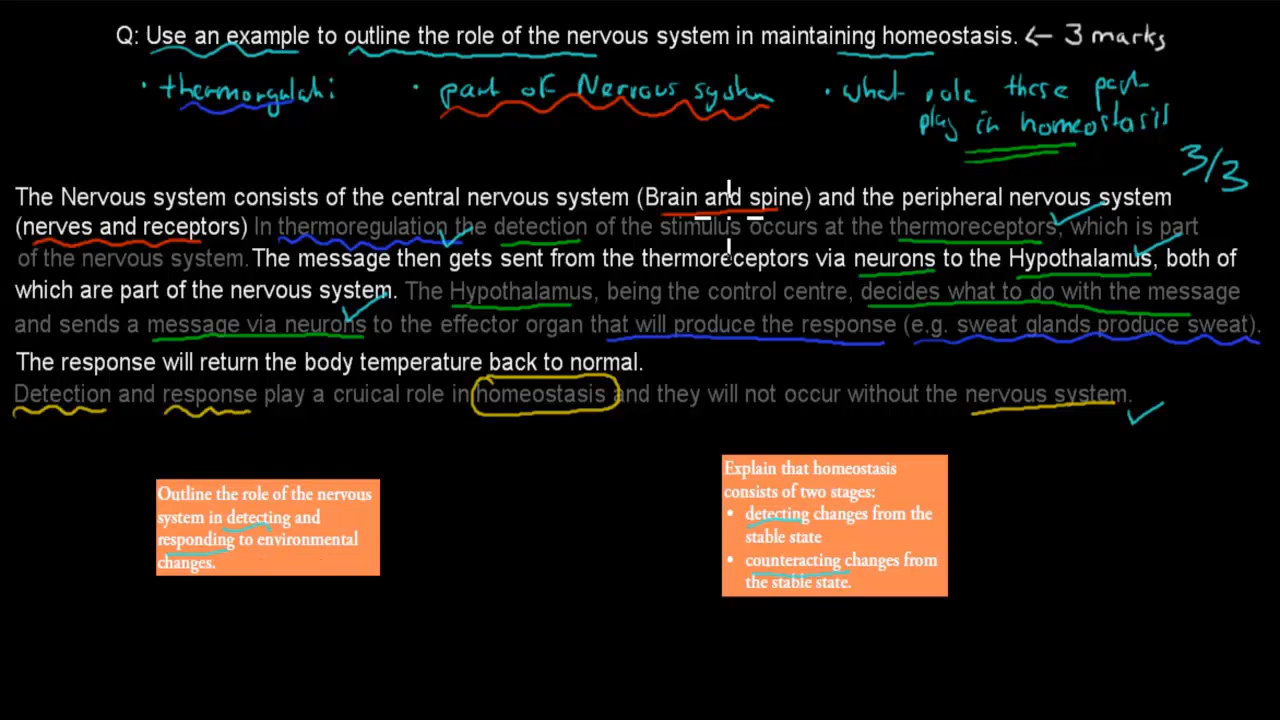 Q: Use an example to outline the role of the nervous system in maintaining homeostasis. ← 3 marks
• thermorgulati • part of Nervous system • what role these part
play in homeostasis
3/3
The Nervous system consists of the central nervous system (Brain and spine) and the peripheral nervous system
(nerves and receptors) In thermoregulation the detection of the stimulus occurs at the thermoreceptors, which is part
of the nervous system. The message then gets sent from the thermoreceptors via neurons to the Hypothalamus, both of
which are part of the nervous system. The Hypothalamus, being the control centre, decides what to do with the message
and sends a message via neurons to the effector organ that will produce the response (e.g. sweat glands produce sweat).
The response will return the body temperature back to normal.
Detection and response play a cruical role in homeostasis and they will not occur without the nervous system.
Outline the role of the nervous
system in detecting and
responding to environmental
changes.
Explain that homeostasis
consists of two stages:
• detecting changes from the
stable state
• counteracting changes from
the stable state.